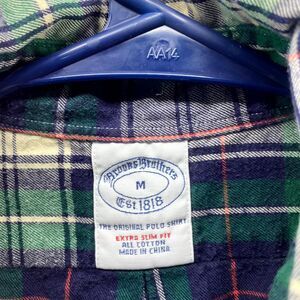 AA14
Brooks Brothers
M
Est 1818
THE ORIGINAL POLO SHIRT
EXTRA SLIM FIT
ALL COTTON
MADE IN CHINA